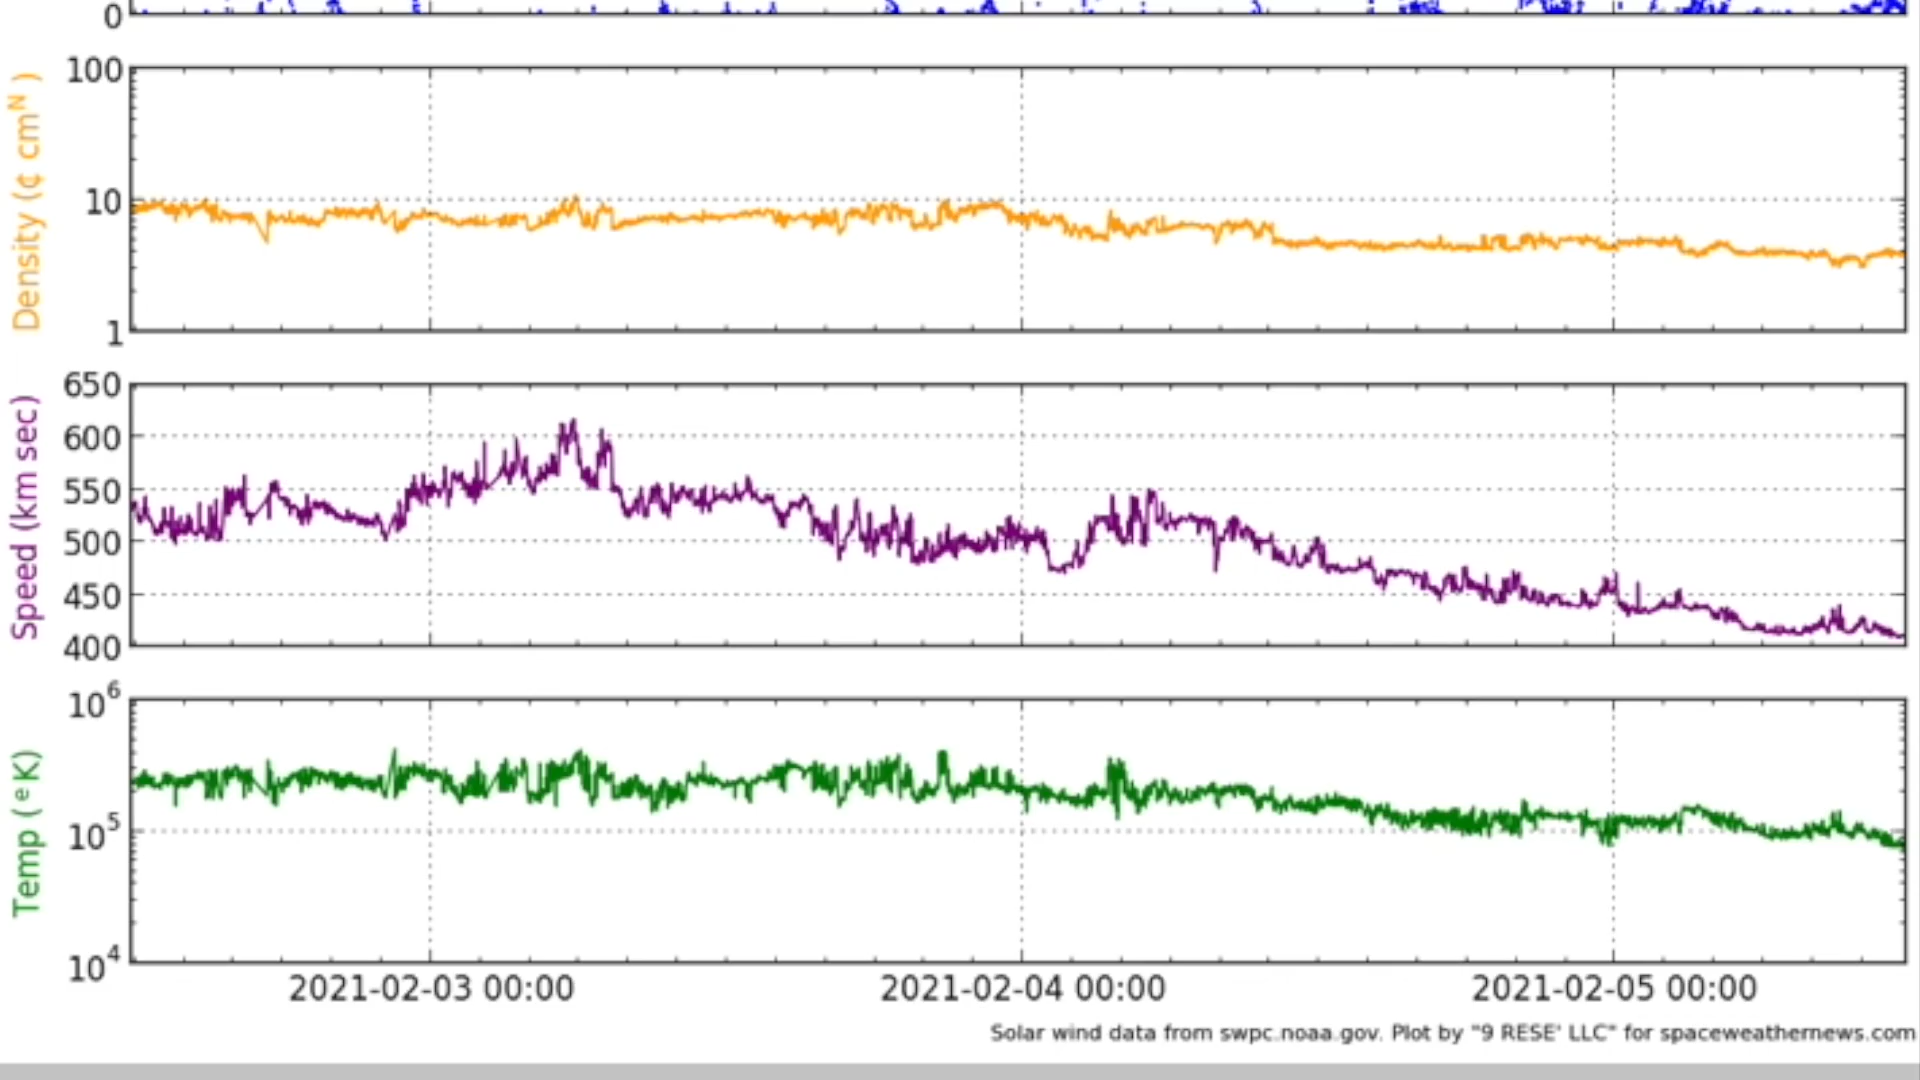 0
100
10
1
Density (¢ cmᴺ )
650
600
550
500
450
400
Speed (km sec)
10⁶
10⁵
10⁴
Temp ( ᵉ K)
2021-02-03 00:00 2021-02-04 00:00 2021-02-05 00:00
Solar wind data from swpc.noaa.gov. Plot by "9 RESE' LLC" for spaceweathernews.com